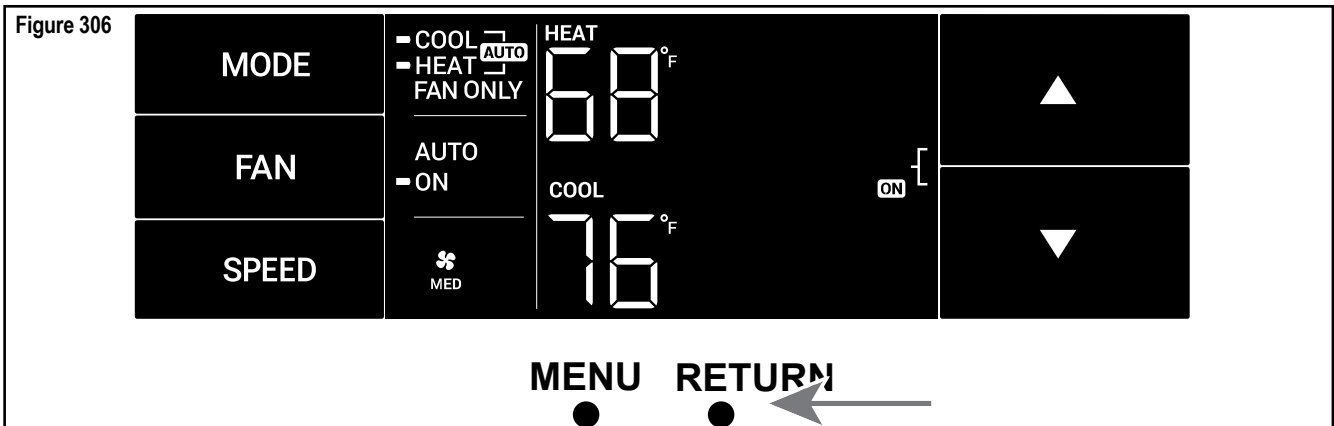 Figure 306
MODE
FAN
SPEED
COOL
AUTO
HEAT
FAN ONLY
AUTO
ON
MED
HEAT
68°F
COOL
76°F
ON
MENU RETURN